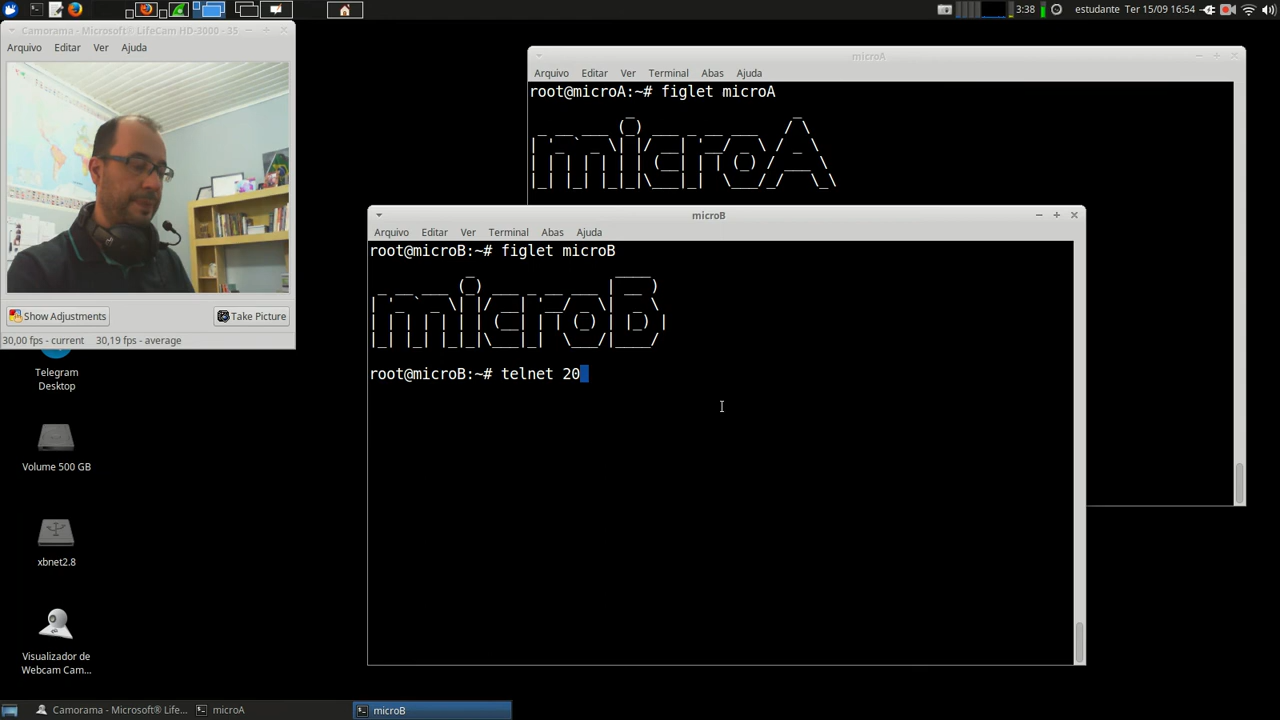 3:38
estudante Ter 15/09 16:54
Camorama - Microsoft® LifeCam HD-3000 - 35
Arquivo Editar Ver Ajuda
Show Adjustments
Take Picture
30,00 fps - current 30,19 fps - average
microA
Arquivo Editar Ver Terminal Abas Ajuda
root@microA:~# figlet microA
microA
microB
Arquivo Editar Ver Terminal Abas Ajuda
root@microB:~# figlet microB
microB
root@microB:~# telnet 20
Telegram
Desktop
Volume 500 GB
xbnet2.8
Visualizador de
Webcam Cam...
Camorama - Microsoft® LifeCa...
microA
microB